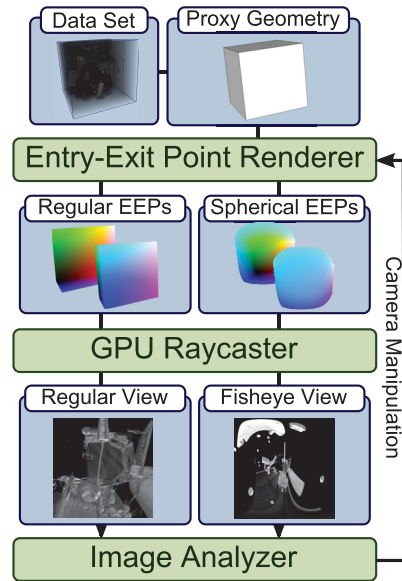 Data Set
Proxy Geometry
Entry-Exit Point Renderer
Regular EEPs
Spherical EEPs
GPU Raycaster
Camera Manipulation
Regular View
Fisheye View
Image Analyzer